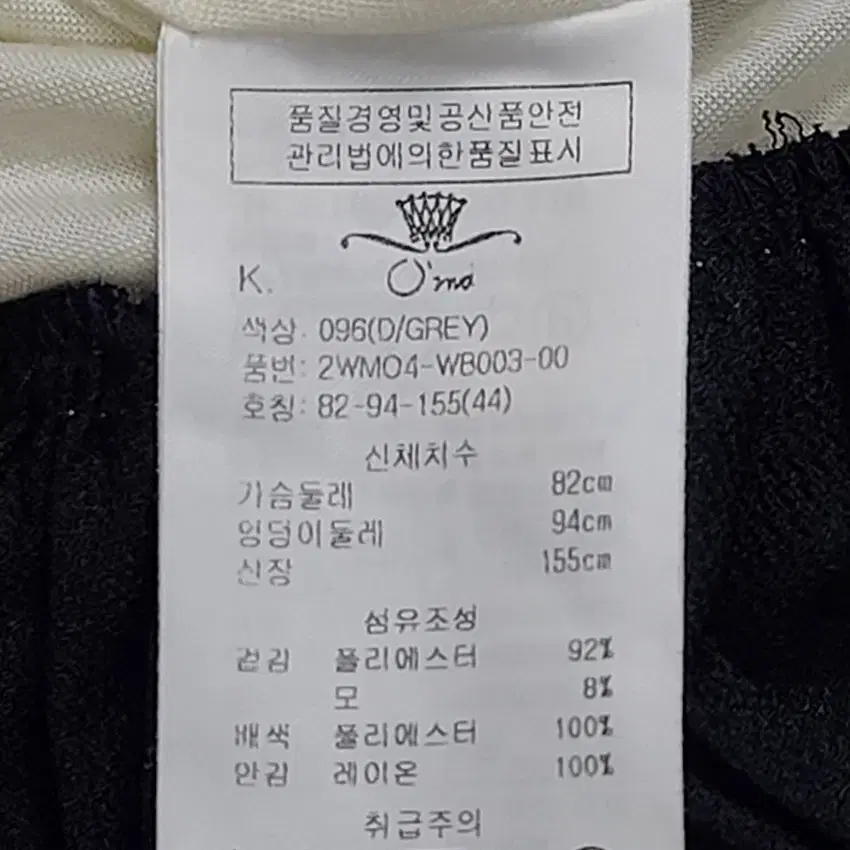 품질경영및공산품안전
관리법에의한품질표시
K.
O'md
색상: 096(D/GREY)
품번: 2WM04-WB003-00
호칭: 82-94-155(44)
신체치수
가슴둘레 82cm
엉덩이둘레 94cm
신장 155cm
섬유조성
겉감 폴리에스터 92%
모 8%
배색 폴리에스터 100%
안감 레이온 100%
취급주의